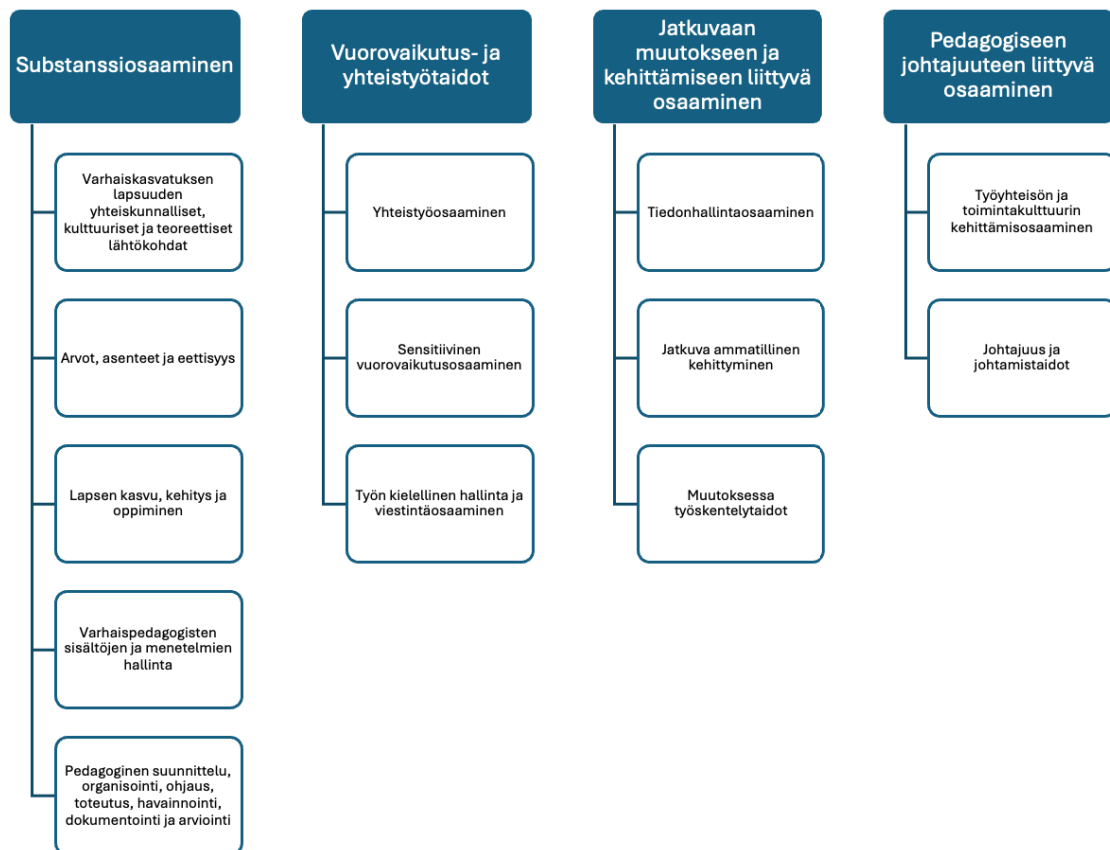 Substanssiosaaminen
Varhaiskasvatuksen
lapsuuden
yhteiskunnalliset,
kulttuuriset ja teoreettiset
lähtökohdat
Arvot, asenteet ja eettisyys
Lapsen kasvu, kehitys ja
oppiminen
Varhaispedagogisten
sisältöjen ja menetelmien
hallinta
Pedagoginen suunnittelu,
organisointi, ohjaus,
toteutus, havainnointi,
dokumentointi ja arviointi
Vuorovaikutus- ja
yhteistyötaidot
Yhteistyöosaaminen
Sensitiivinen
vuorovaikutusosaaminen
Työn kielellinen hallinta ja
viestintäosaaminen
Jatkuvaan
muutokseen ja
kehittämiseen liittyvä
osaaminen
Tiedonhallintaosaaminen
Jatkuva ammatillinen
kehittyminen
Muutoksessa
työskentelytaidot
Pedagogiseen
johtajuuteen liittyvä
osaaminen
Työyhteisön ja
toimintakulttuurin
kehittämisosaaminen
Johtajuus ja
johtamistaidot